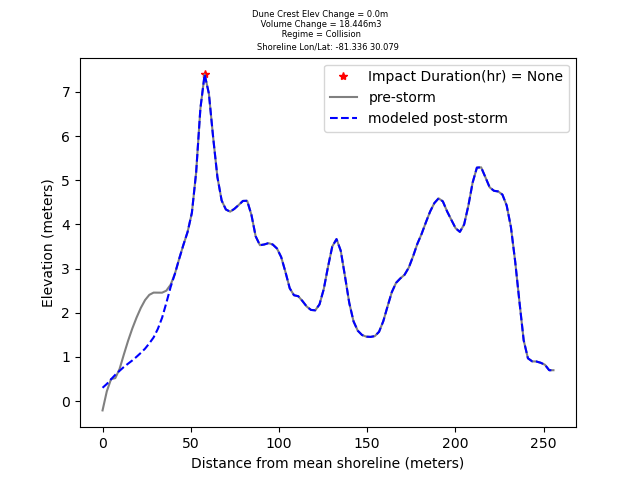 Dune Crest Elev Change = 0.0m
Volume Change = 18.446m3
Regime = Collision
Shoreline Lon/Lat: -81.336 30.079
Impact Duration(hr) = None
pre-storm
modeled post-storm
Elevation (meters)
7
6
5
4
3
2
1
0
0 50 100 150 200 250
Distance from mean shoreline (meters)